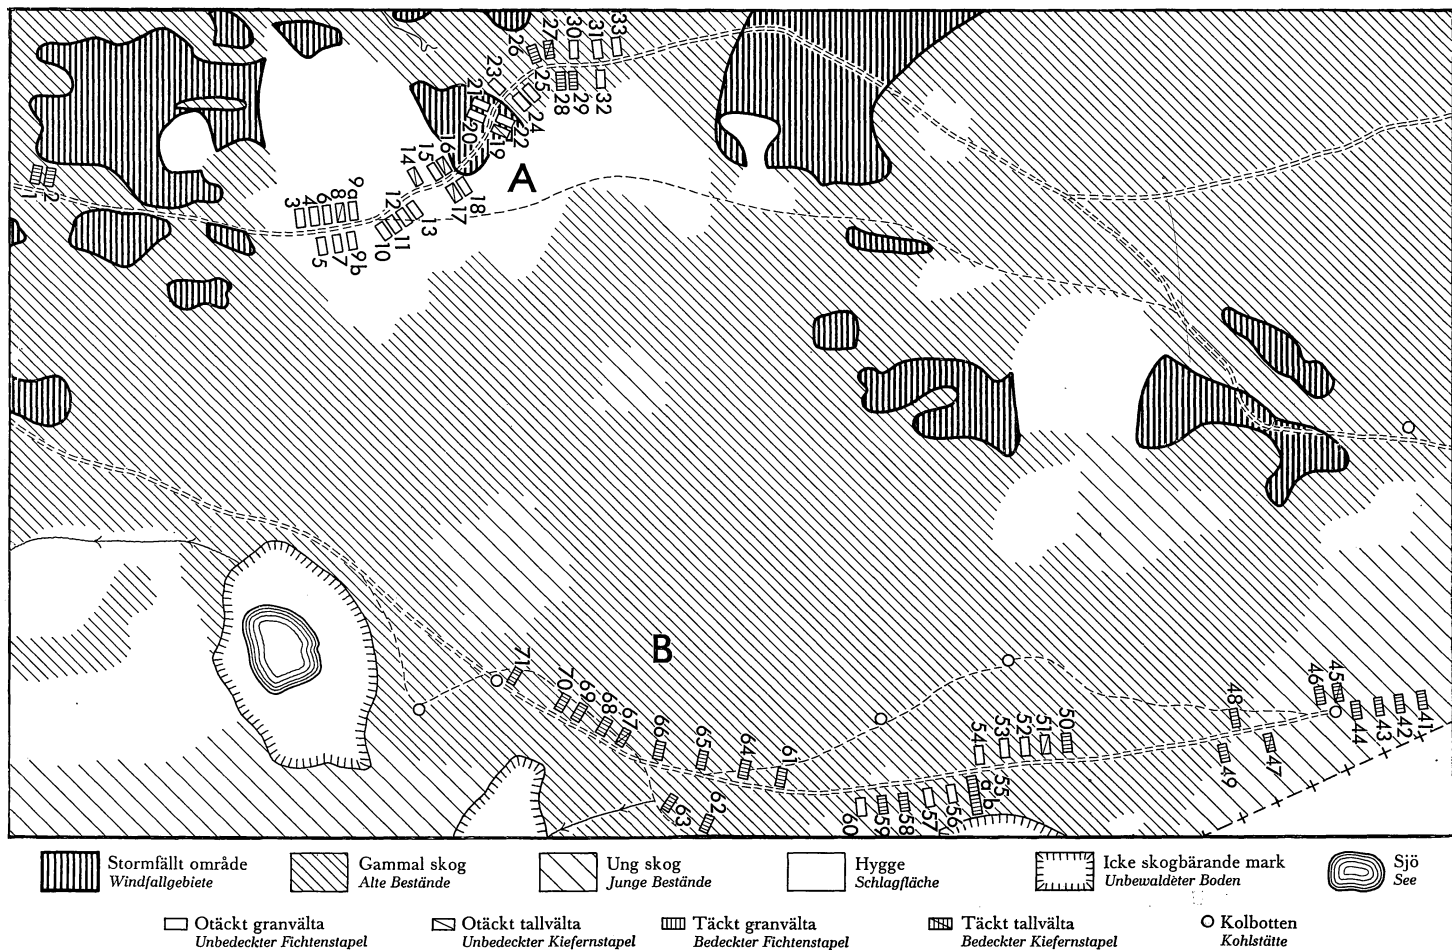 33
31
30
27
26
23
25
28
29
32
21
24
20
22
19
16
15
14
A
1
2
9a
8
6
4
3
12
18
17
13
11
10
5
7
9b
B
71
70
69
68
67
66
65
64
61
63
62
54
53
52
51
50
55
a b
60
59
58
57
56
48
49
47
46
45
44
43
42
41
Stormfällt område
Windfallgebiete
Gammal skog
Alte Bestände
Ung skog
Junge Bestände
Hygge
Schlagfläche
Icke skogbärande mark
Unbewaldèter Boden
Sjö
See
Otäckt granvälta
Unbedeckter Fichtenstapel
Otäckt tallvälta
Unbedeckter Kiefernstapel
Täckt granvälta
Bedeckter Fichtenstapel
Täckt tallvälta
Bedeckter Kiefernstapel
Kolbotten
Kohlstätte